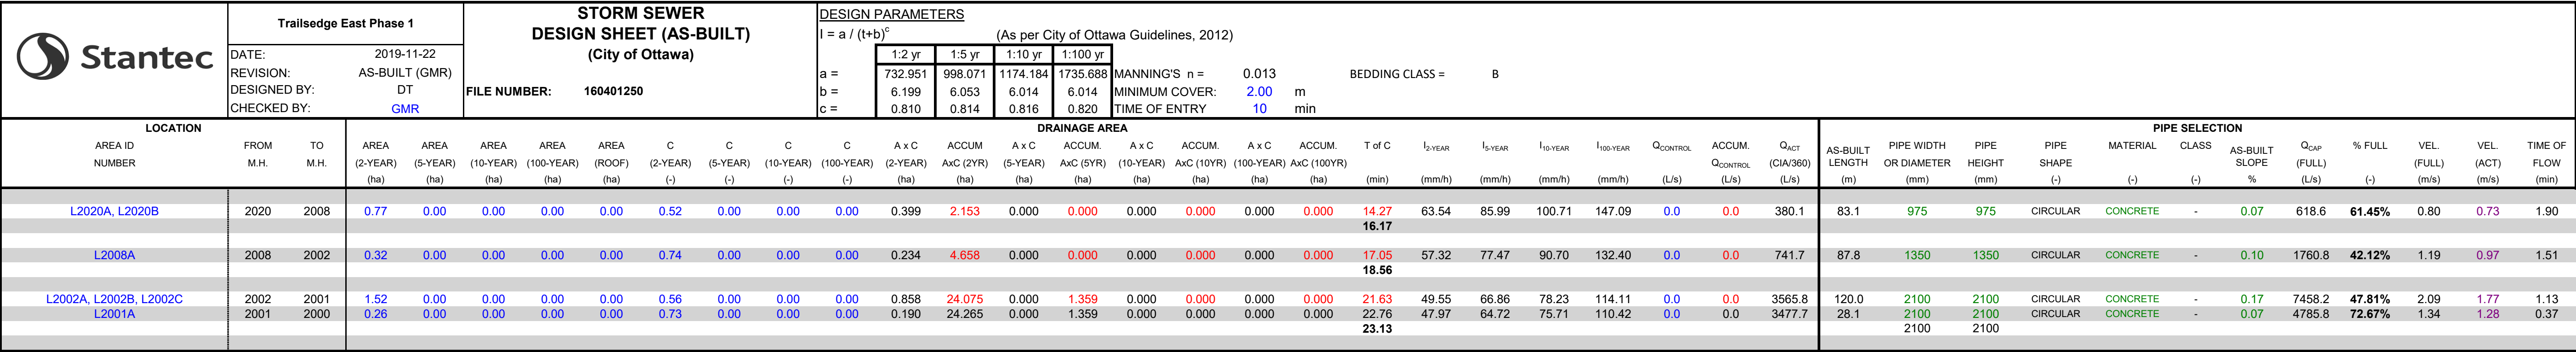 Stantec
Trailsedge East Phase 1
DATE: 2019-11-22
REVISION: AS-BUILT (GMR)
DESIGNED BY: DT
CHECKED BY: GMR
STORM SEWER
DESIGN SHEET (AS-BUILT)
(City of Ottawa)
FILE NUMBER: 160401250
DESIGN PARAMETERS
I = a / (t+b)^c (As per City of Ottawa Guidelines, 2012)
1:2 yr 1:5 yr 1:10 yr 1:100 yr
a = 732.951 998.071 1174.184 1735.688 MANNING'S n = 0.013 BEDDING CLASS = B
b = 6.199 6.053 6.014 6.014 MINIMUM COVER: 2.00 m
c = 0.810 0.814 0.816 0.820 TIME OF ENTRY 10 min
LOCATION DRAINAGE AREA PIPE SELECTION
AREA ID FROM TO AREA AREA AREA AREA AREA C C C C A x C ACCUM A x C ACCUM. A x C ACCUM. A x C ACCUM. T of C I2-YEAR I5-YEAR I10-YEAR I100-YEAR QCONTROL ACCUM. QACT AS-BUILT PIPE WIDTH PIPE PIPE MATERIAL CLASS AS-BUILT QCAP % FULL VEL. VEL. TIME OF
NUMBER M.H. M.H. (2-YEAR) (5-YEAR) (10-YEAR) (100-YEAR) (ROOF) (2-YEAR) (5-YEAR) (10-YEAR) (100-YEAR) (2-YEAR) AxC (2YR) (5-YEAR) AxC (5YR) (10-YEAR) AxC (10YR) (100-YEAR) AxC (100YR) QCONTROL (CIA/360) LENGTH OR DIAMETER HEIGHT SHAPE SLOPE (FULL) (FULL) (ACT) FLOW
(ha) (ha) (ha) (ha) (ha) (-) (-) (-) (-) (ha) (ha) (ha) (ha) (ha) (ha) (ha) (ha) (min) (mm/hr) (mm/hr) (mm/hr) (mm/hr) (L/s) (L/s) (L/s) (m) (mm) (mm) (-) (-) (-) % (L/s) (-) (m/s) (m/s) (min)
L2020A, L2020B 2020 2008 0.77 0.00 0.00 0.00 0.00 0.52 0.00 0.00 0.00 0.399 2.153 0.000 0.000 0.000 0.000 0.000 0.000 14.27 63.54 85.99 100.71 147.09 0.0 0.0 380.1 83.1 975 975 CIRCULAR CONCRETE - 0.07 618.6 61.45% 0.80 0.73 1.90
16.17
L2008A 2008 2002 0.32 0.00 0.00 0.00 0.00 0.74 0.00 0.00 0.00 0.234 4.658 0.000 0.000 0.000 0.000 0.000 0.000 17.05 57.32 77.47 90.70 132.40 0.0 0.0 741.7 87.8 1350 1350 CIRCULAR CONCRETE - 0.10 1760.8 42.12% 1.19 0.97 1.51
18.56
L2002A, L2002B, L2002C 2002 2001 1.52 0.00 0.00 0.00 0.00 0.56 0.00 0.00 0.00 0.858 24.075 0.000 1.359 0.000 0.000 0.000 0.000 21.63 49.55 66.86 78.23 114.11 0.0 0.0 3565.8 120.0 2100 2100 CIRCULAR CONCRETE - 0.17 7458.2 47.81% 2.09 1.77 1.13
L2001A 2001 2000 0.26 0.00 0.00 0.00 0.00 0.73 0.00 0.00 0.00 0.190 24.265 0.000 1.359 0.000 0.000 0.000 0.000 22.76 47.97 64.72 75.71 110.42 0.0 0.0 3477.7 28.1 2100 2100 CIRCULAR CONCRETE - 0.07 4785.8 72.67% 1.34 1.28 0.37
23.13 2100 2100